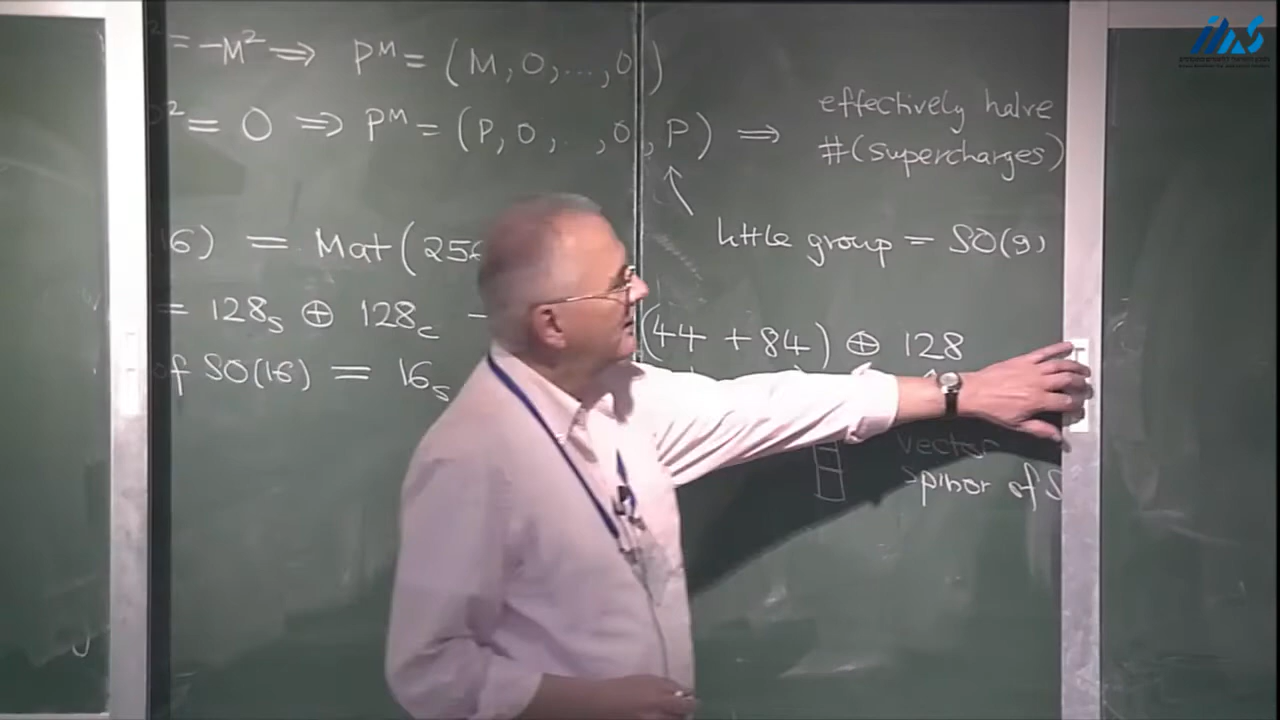 ² = -M² ⇒ P^M = (M, 0, ..., 0)
² = 0 ⇒ P^M = (P, 0, .., 0, P) ⇒ effectively halve
#(supercharges)
little group = SO(9)
16) = Mat(256
= 128_s ⊕ 128_c → (44 + 84) ⊕ 128
of SO(16) = 16_s
vector
spinor of S